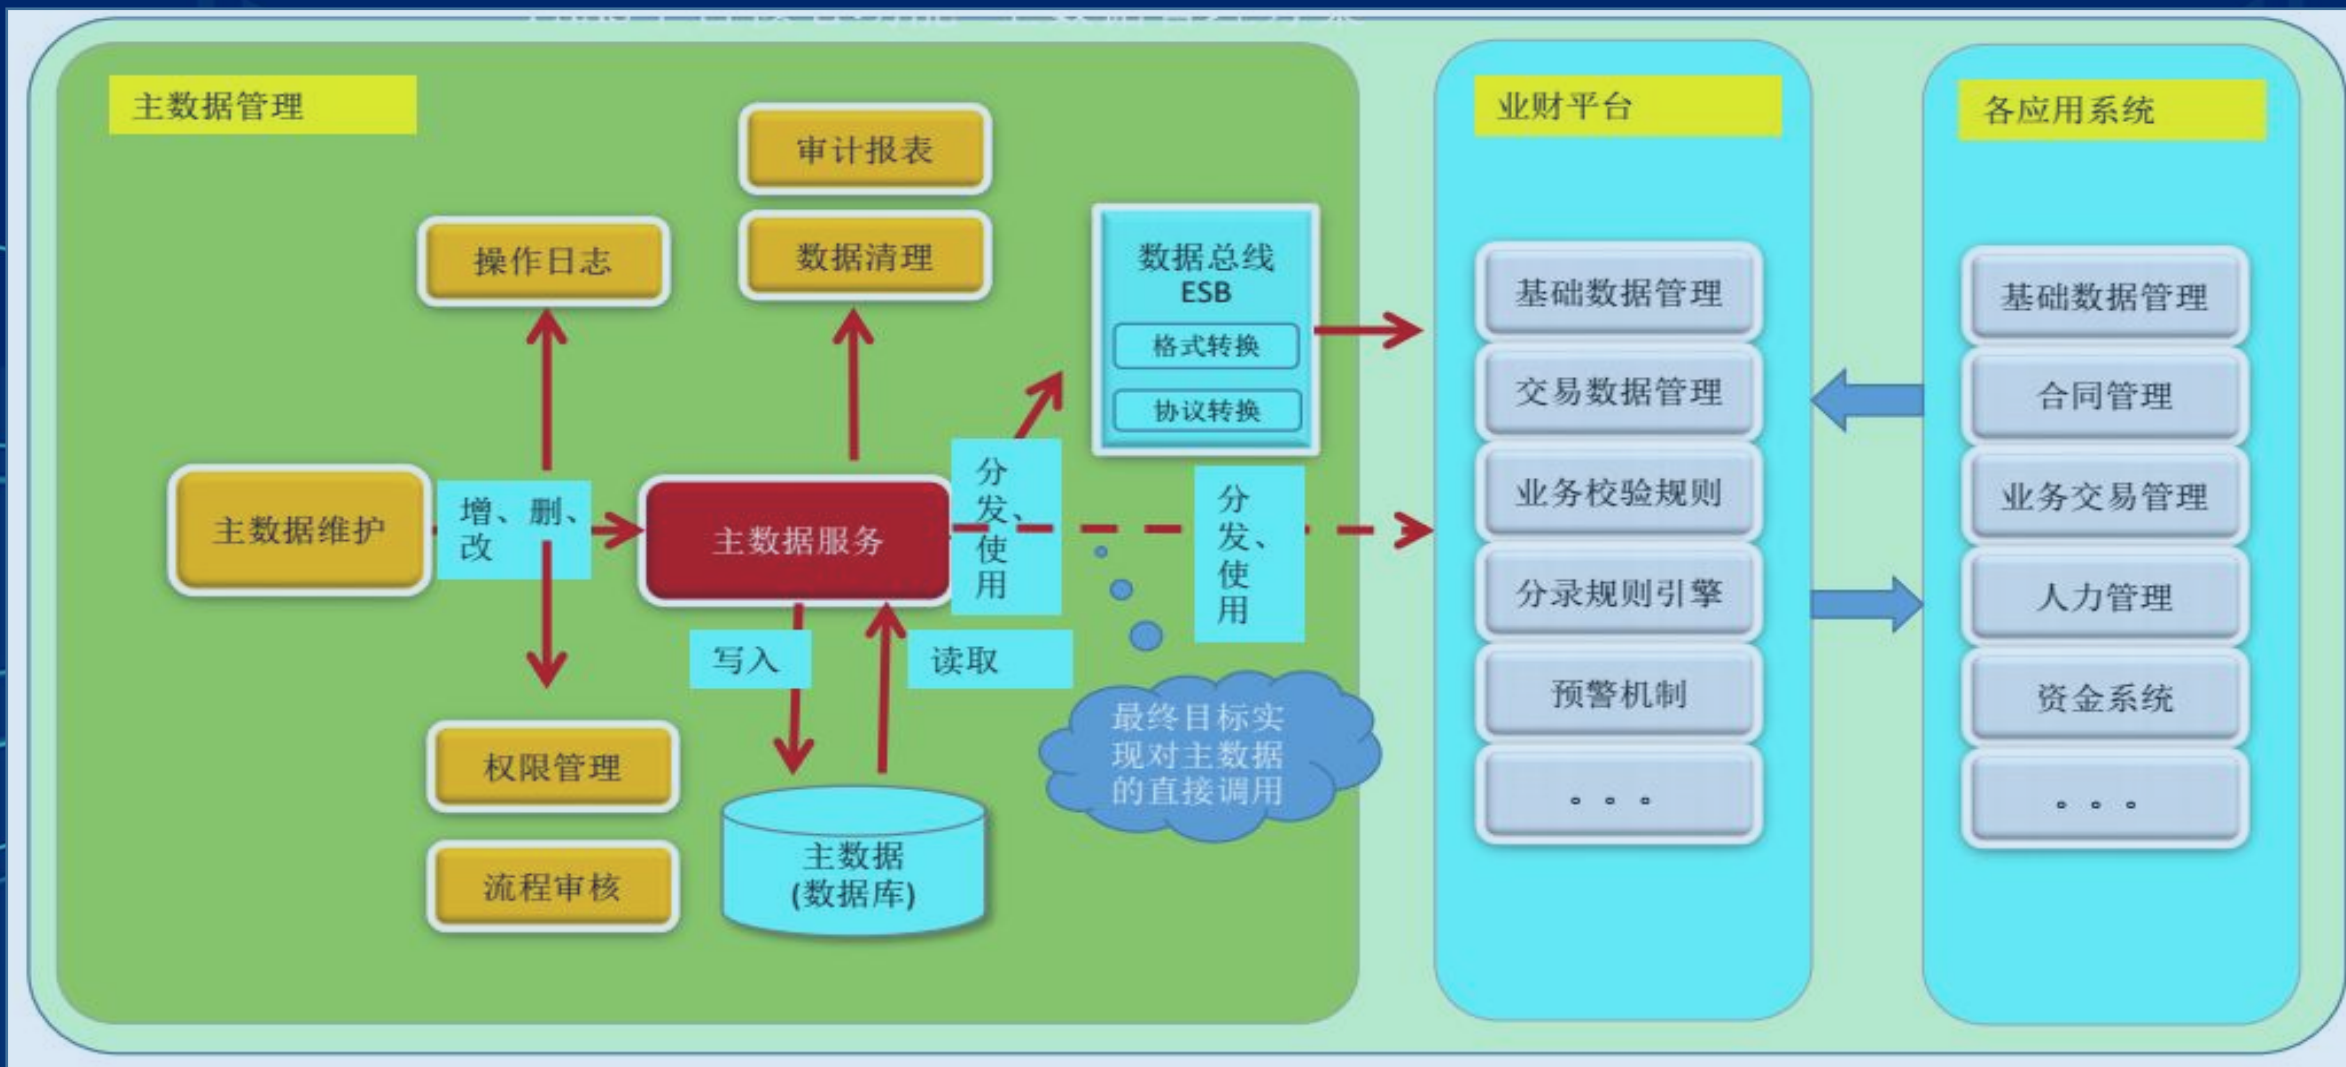 主数据管理
审计报表
操作日志
数据清理
数据总线
ESB
格式转换
协议转换
主数据维护
增、删、
改
主数据服务
分
发、
使
用
分
发、
使
用
写入
读取
最终目标实
现对主数据
的直接调用
权限管理
流程审核
主数据
(数据库)
业财平台
基础数据管理
交易数据管理
业务校验规则
分录规则引擎
预警机制
。。。
各应用系统
基础数据管理
合同管理
业务交易管理
人力管理
资金系统
。。。